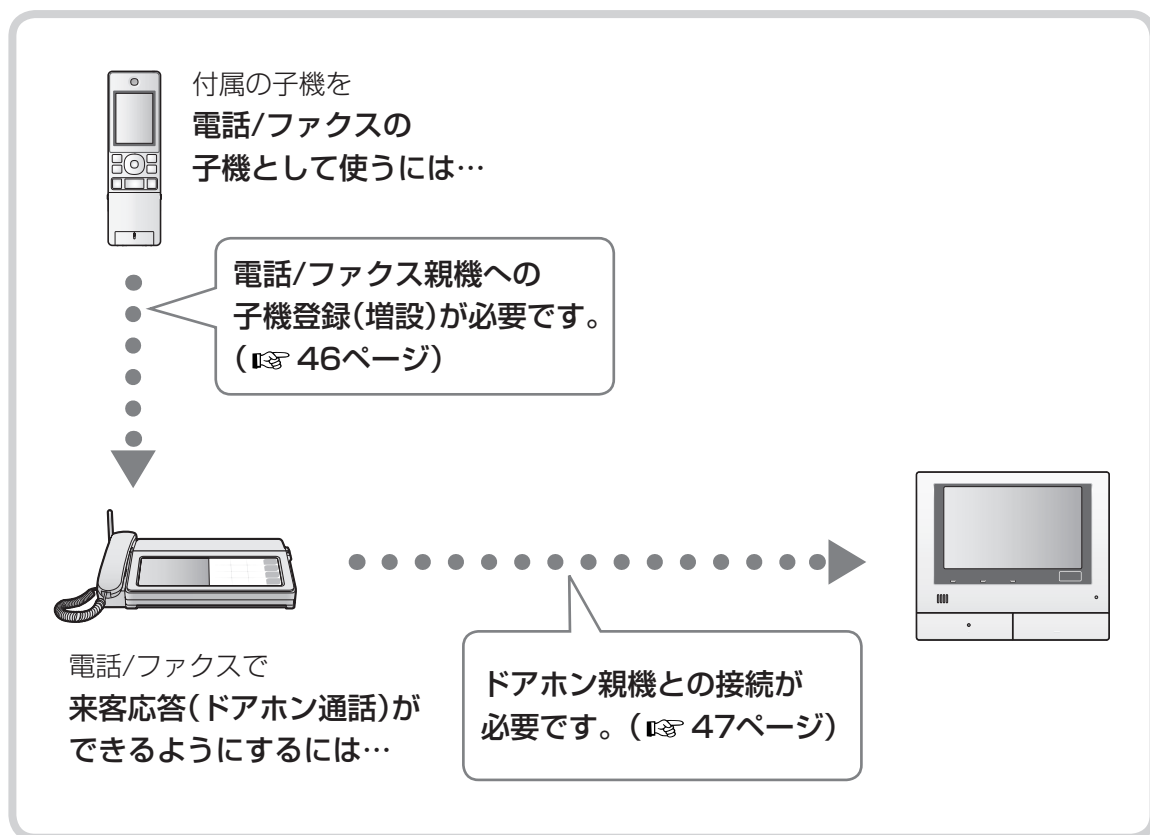 付属の子機を
電話/ファクスの
子機として使うには…
電話/ファクス親機への
子機登録(増設)が必要です。
(☞ 46ページ)
電話/ファクスで
来客応答(ドアホン通話)が
できるようにするには…
ドアホン親機との接続が
必要です。(☞ 47ページ)